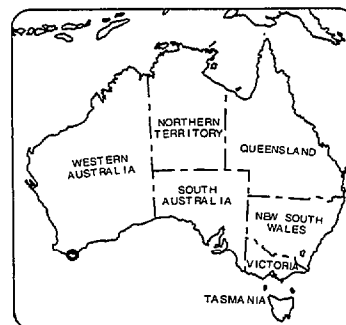 NORTHERN
TERRITORY
QUEENSLAND
WESTERN
AUSTRALIA
SOUTH
AUSTRALIA
NEW SOUTH
WALES
VICTORIA
TASMANIA